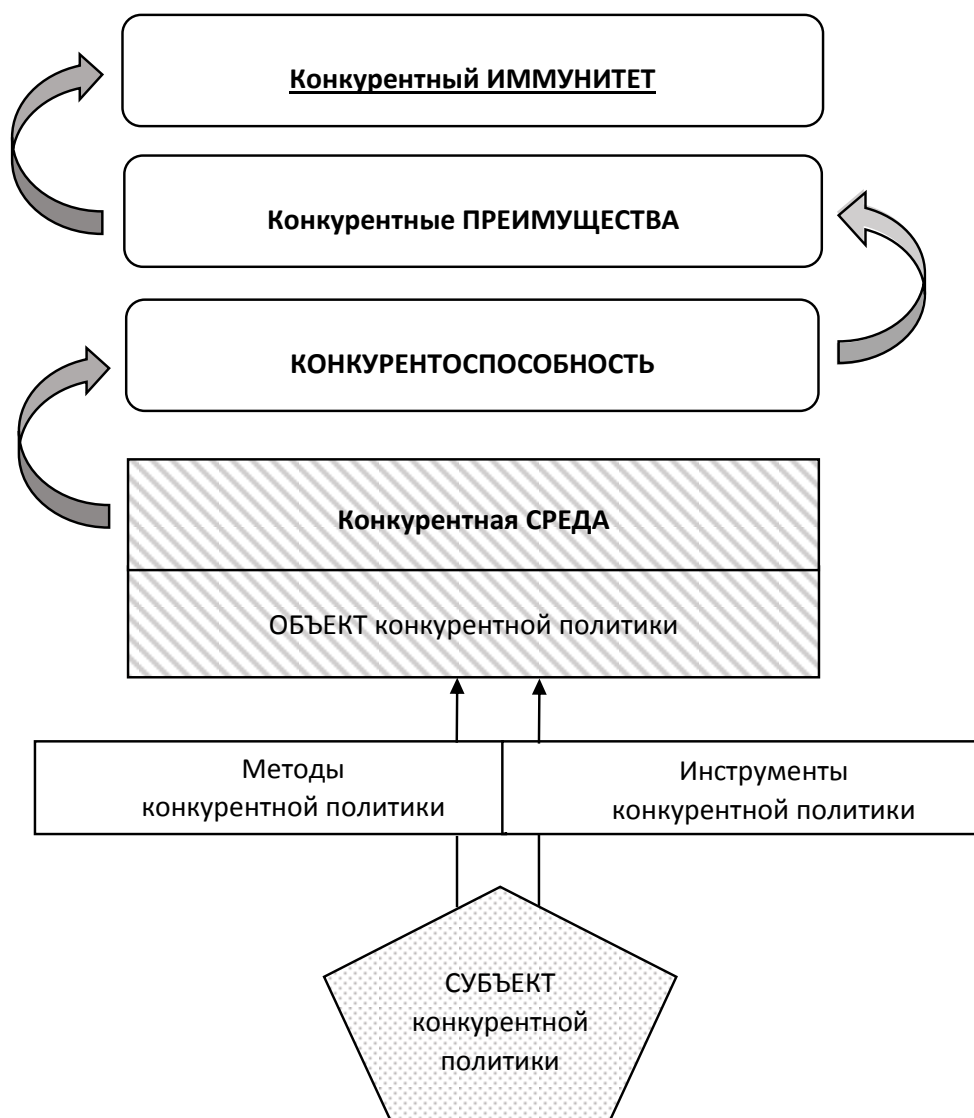 Конкурентный ИММУНИТЕТ
Конкурентные ПРЕИМУЩЕСТВА
КОНКУРЕНТОСПОСОБНОСТЬ
Конкурентная СРЕДА
ОБЪЕКТ конкурентной политики
Методы
конкурентной политики
Инструменты
конкурентной политики
СУБЪЕКТ
конкурентной
политики